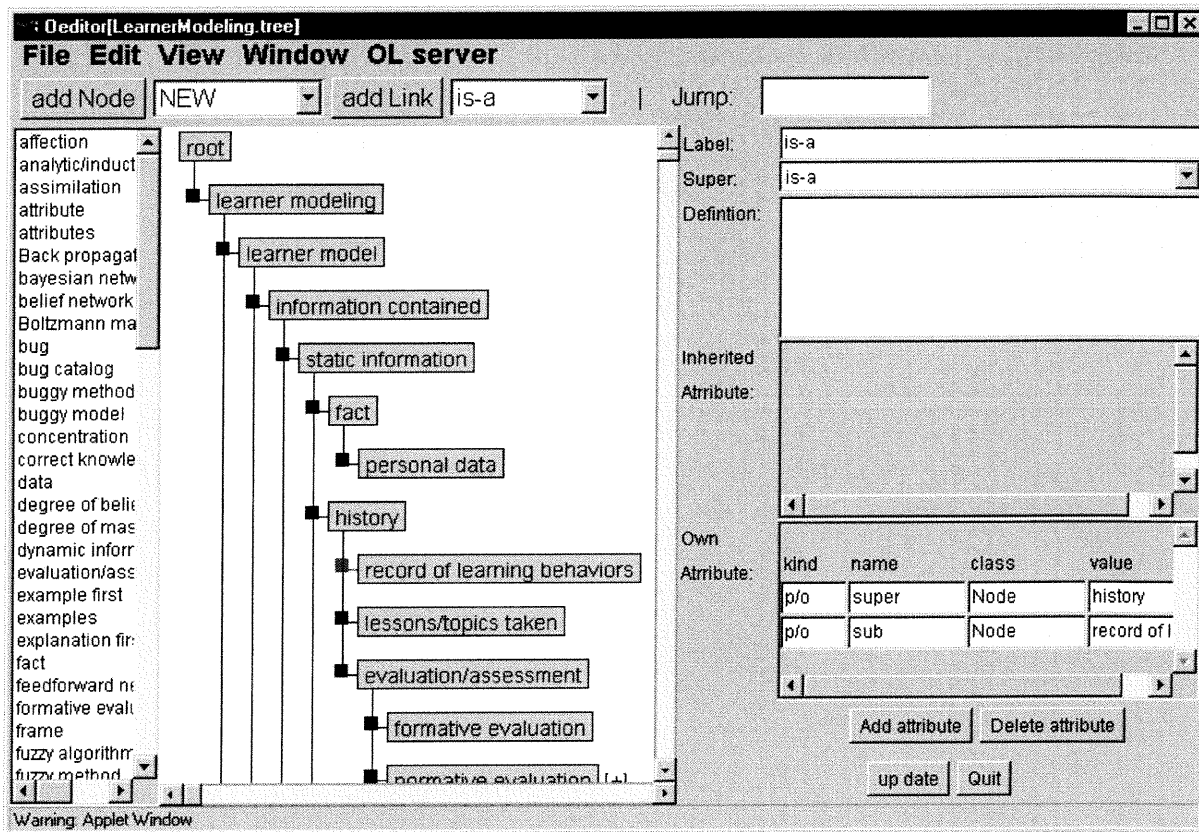 Oeditor[LearnerModeling.tree]
File Edit View Window OL server
add Node NEW add Link is-a | Jump:
affection
analytic/induct
assimilation
attribute
attributes
Back propagat
bayesian netw
belief network
Boltzmann ma
bug
bug catalog
buggy method
buggy model
concentration
correct knowle
data
degree of belie
degree of mas
dynamic inforr
evaluation/ass
example first
examples
explanation fir
fact
feedforward ne
formative evalu
frame
fuzzy algorithm
fuzzy method
root
learner modeling
learner model
information contained
static information
fact
personal data
history
record of learning behaviors
lessons/topics taken
evaluation/assessment
formative evaluation
normative evaluation [+]
Label: is-a
Super: is-a
Defintion:
Inherited
Atrribute:
Own
Atrribute:
kind name class value
p/o super Node history
p/o sub Node record of l
Add attribute Delete attribute
up date Quit
Warning: Applet Window